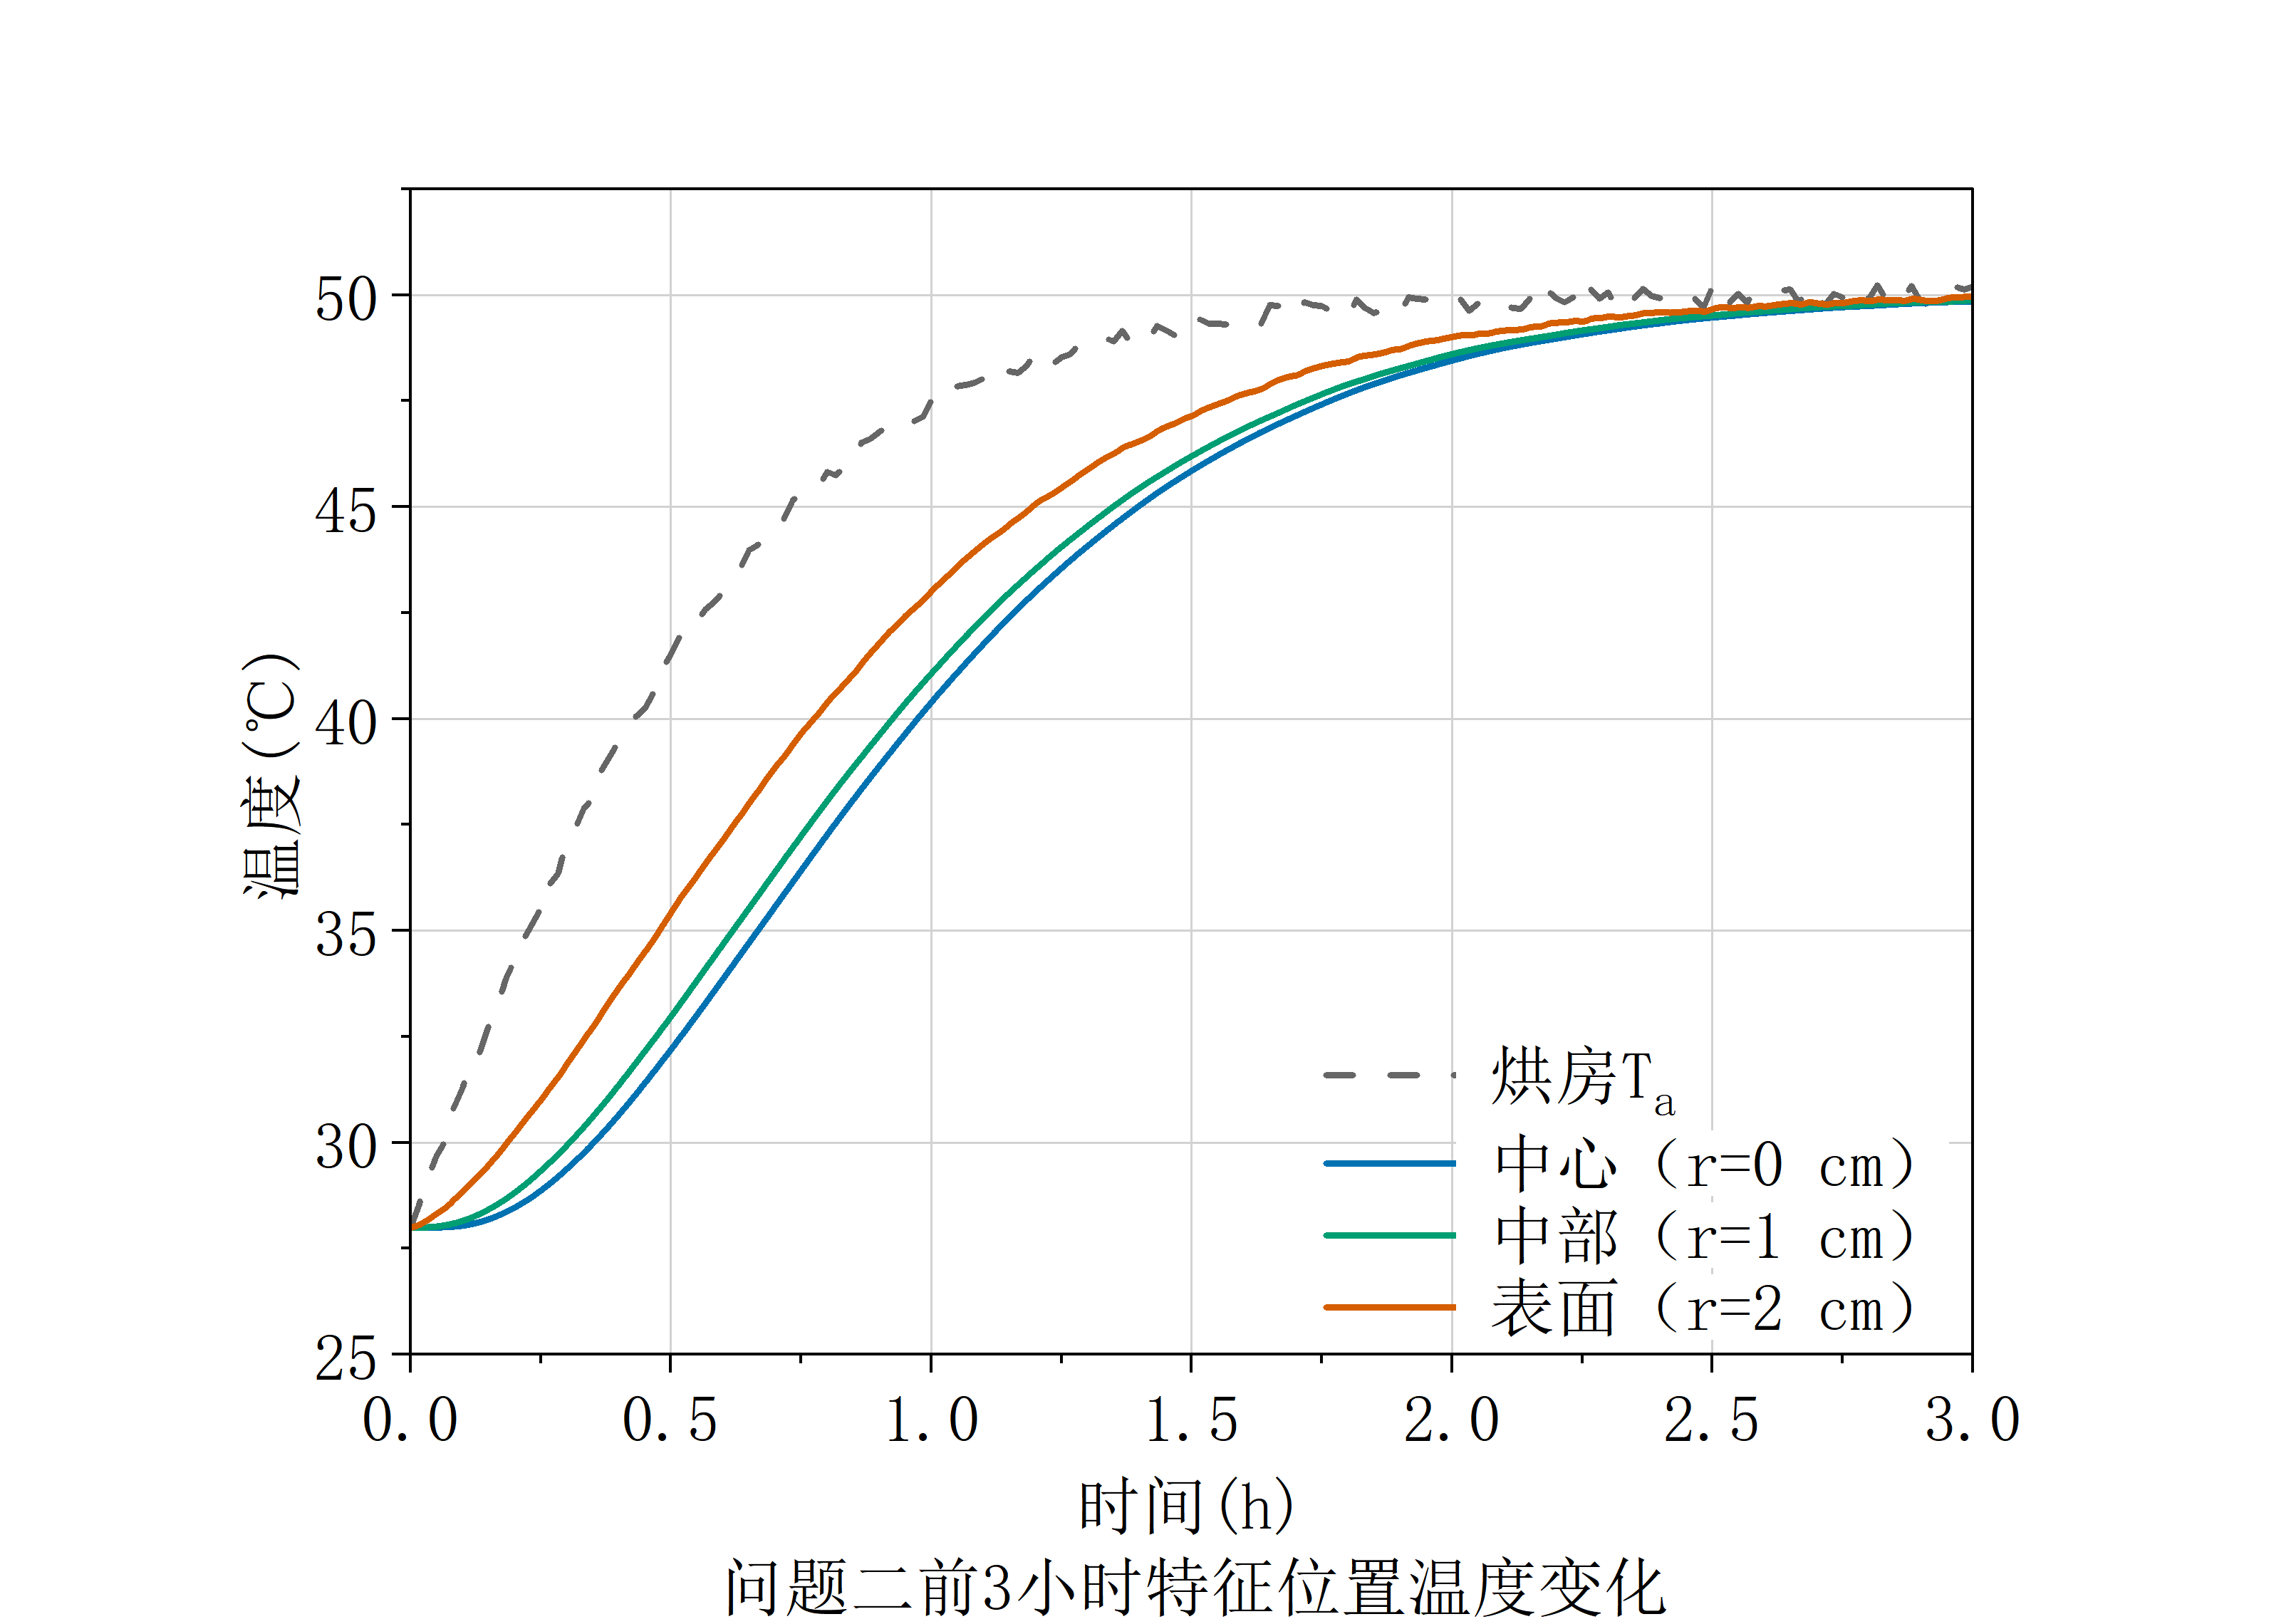 50
45
40
35
30
25
温度(℃)
0.0 0.5 1.0 1.5 2.0 2.5 3.0
时间(h)
烘房Ta
中心（r=0 cm）
中部（r=1 cm）
表面（r=2 cm）
问题二前3小时特征位置温度变化